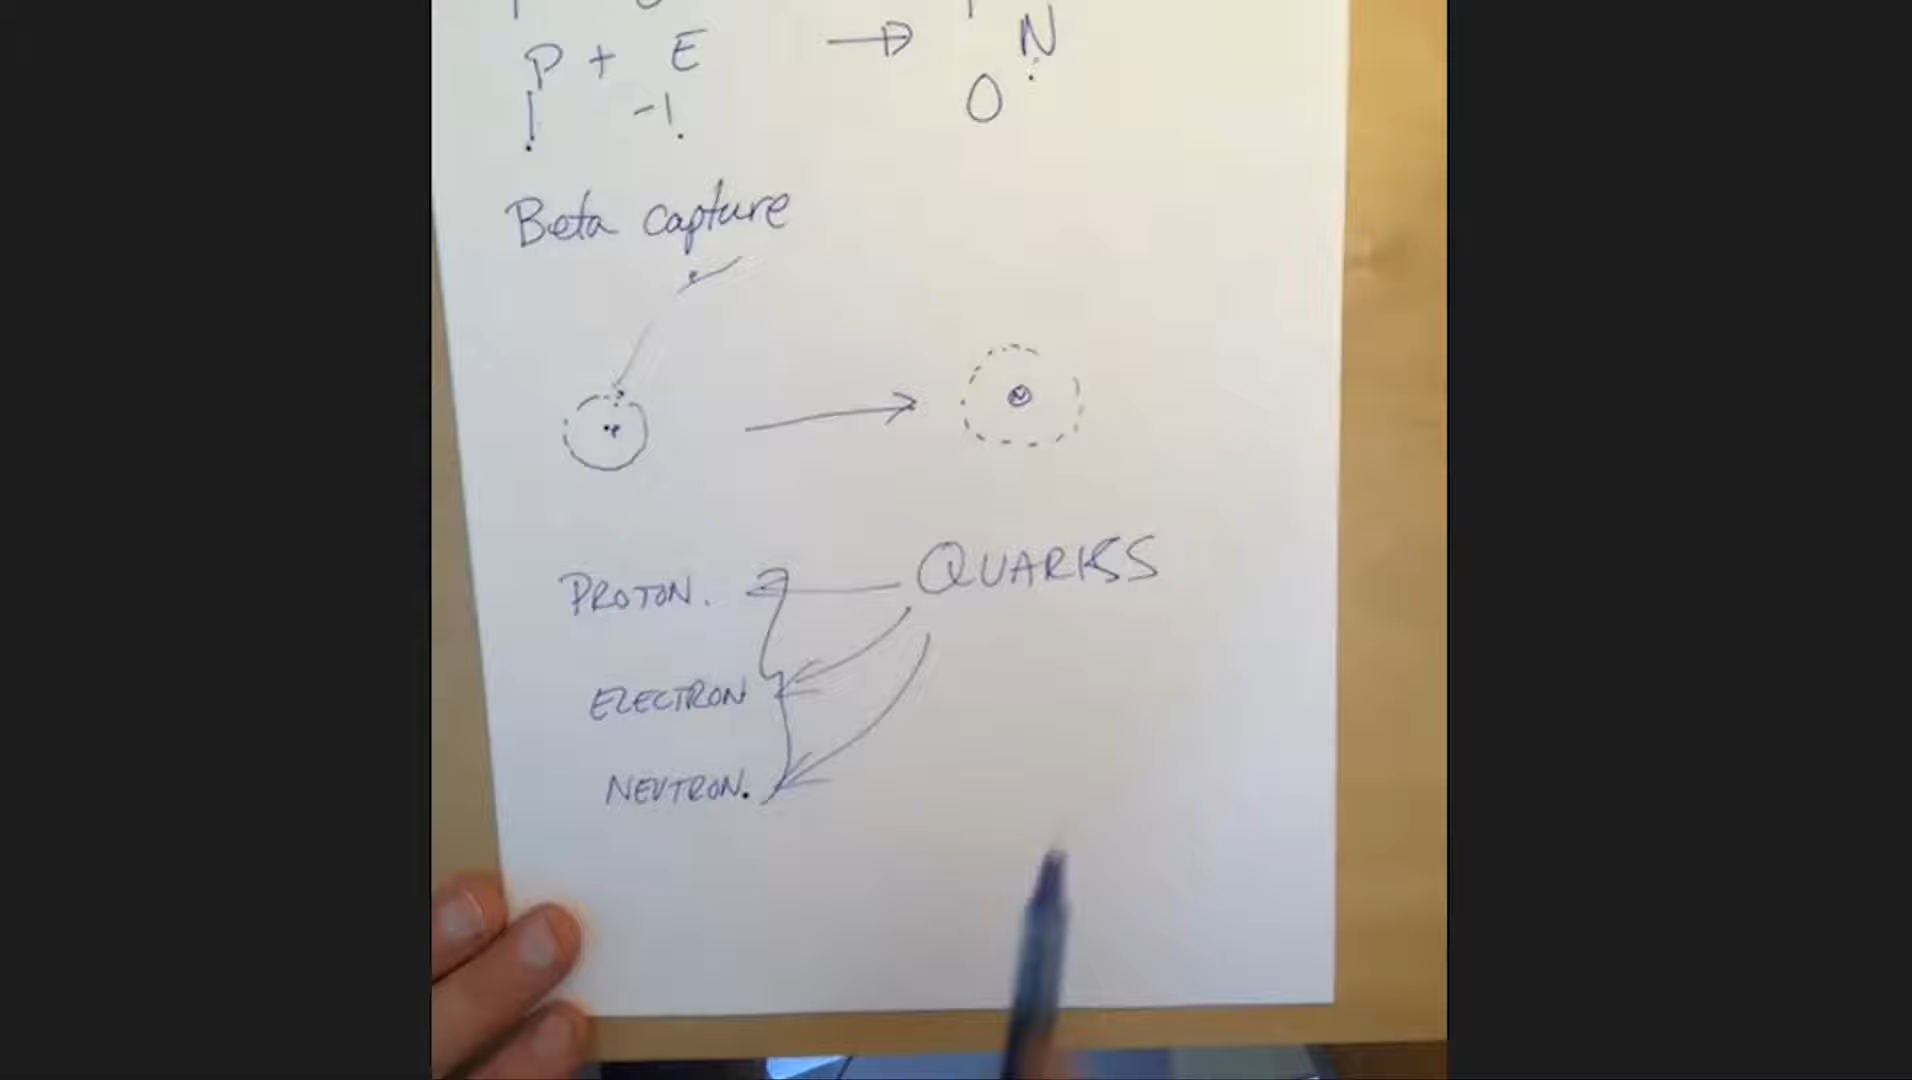 P + E → N
1 -1 0
Beta capture
P N
QUARKS
PROTON.
ELECTRON
NEUTRON.